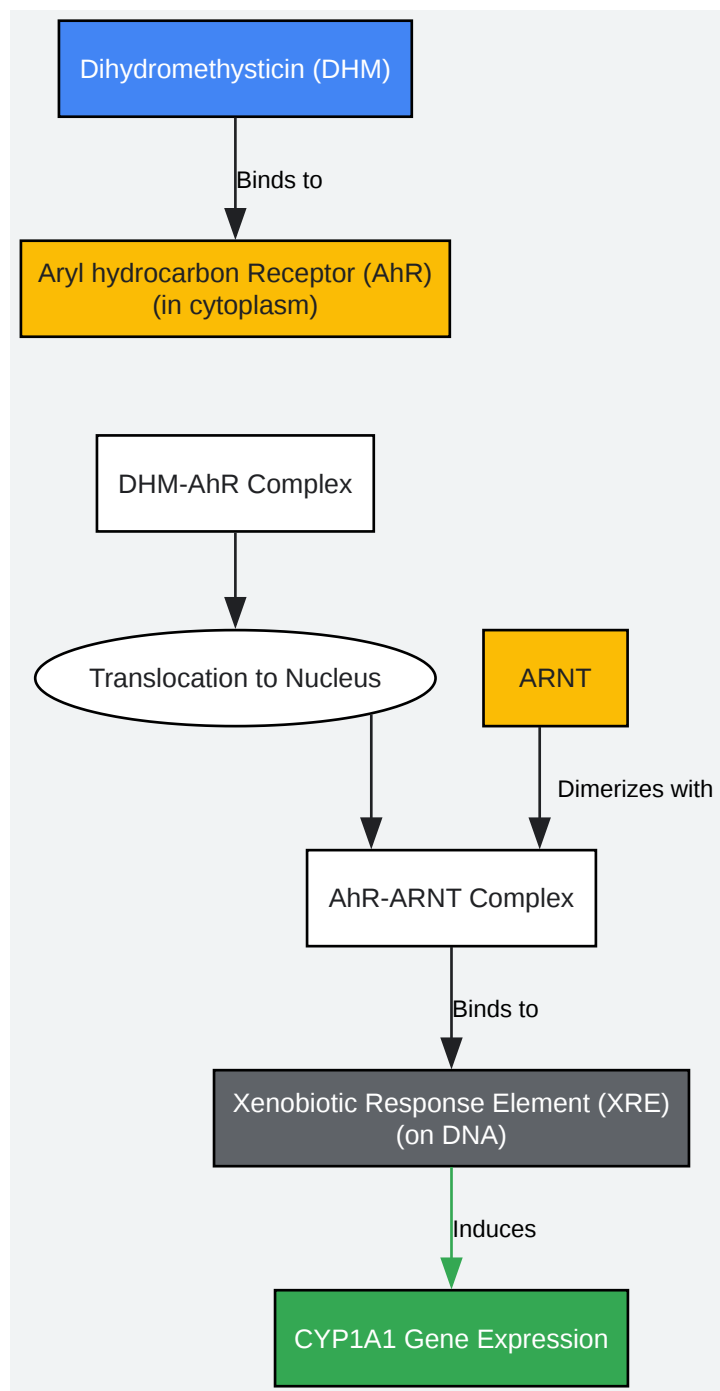 Dihydromethysticin (DHM)
Binds to
Aryl hydrocarbon Receptor (AhR)
(in cytoplasm)
DHM-AhR Complex
Translocation to Nucleus
ARNT
Dimerizes with
AhR-ARNT Complex
Binds to
Xenobiotic Response Element (XRE)
(on DNA)
Induces
CYP1A1 Gene Expression